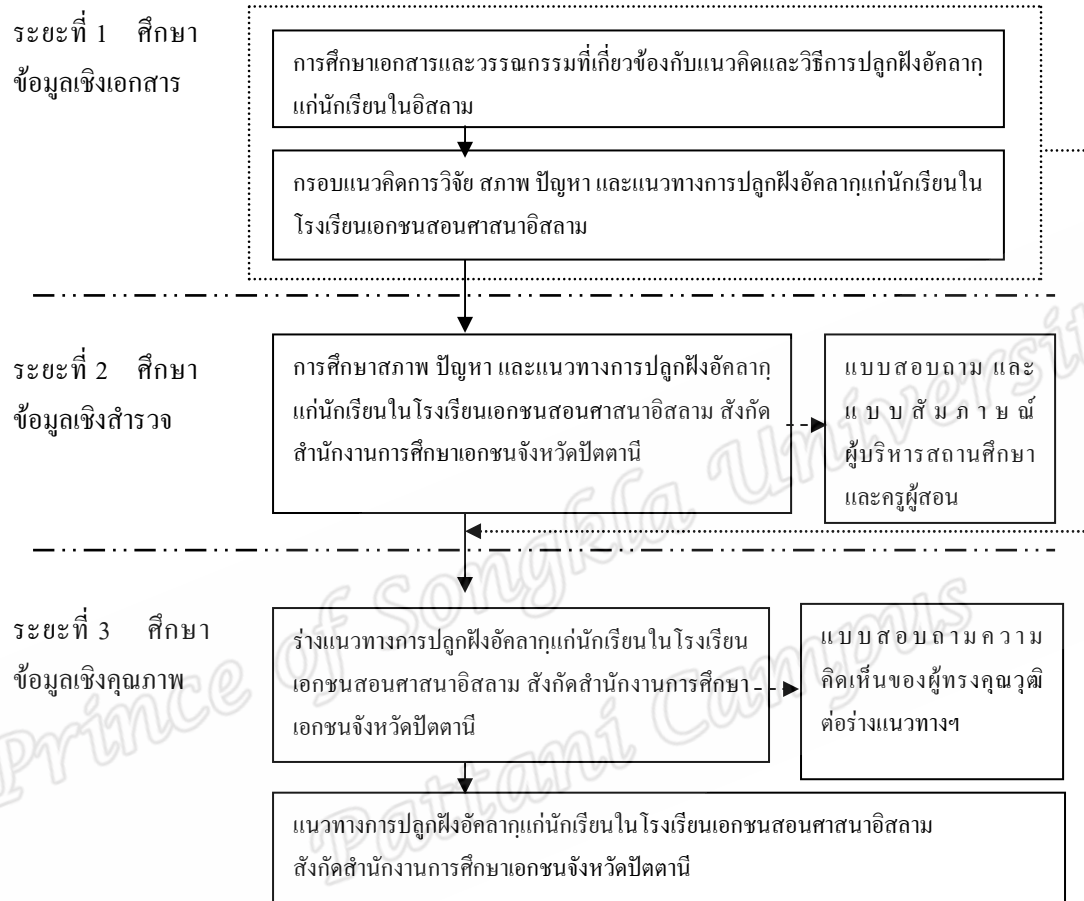 ระยะที่ 1 ศึกษา
ข้อมูลเชิงเอกสาร
การศึกษาเอกสารและวรรณกรรมที่เกี่ยวข้องกับแนวคิดและวิธีการปลูกฝังอัคลากฺ
แก่นักเรียนในอิสลาม
กรอบแนวคิดการวิจัย สภาพ ปัญหา และแนวทางการปลูกฝังอัคลากฺแก่นักเรียนใน
โรงเรียนเอกชนสอนศาสนาอิสลาม
ระยะที่ 2 ศึกษา
ข้อมูลเชิงสำรวจ
การศึกษาสภาพ ปัญหา และแนวทางการปลูกฝังอัคลากฺ
แก่นักเรียนในโรงเรียนเอกชนสอนศาสนาอิสลาม สังกัด
สำนักงานการศึกษาเอกชนจังหวัดปัตตานี
แบบสอบถาม และ
แบบสัมภาษณ์
ผู้บริหารสถานศึกษา
และครูผู้สอน
ระยะที่ 3 ศึกษา
ข้อมูลเชิงคุณภาพ
ร่างแนวทางการปลูกฝังอัคลากฺแก่นักเรียนในโรงเรียน
เอกชนสอนศาสนาอิสลาม สังกัดสำนักงานการศึกษา
เอกชนจังหวัดปัตตานี
แบบสอบถามความ
คิดเห็นของผู้ทรงคุณวุฒิ
ต่อร่างแนวทางฯ
แนวทางการปลูกฝังอัคลากฺแก่นักเรียนในโรงเรียนเอกชนสอนศาสนาอิสลาม
สังกัดสำนักงานการศึกษาเอกชนจังหวัดปัตตานี
Prince of Songkla Universit
Pattani Campus